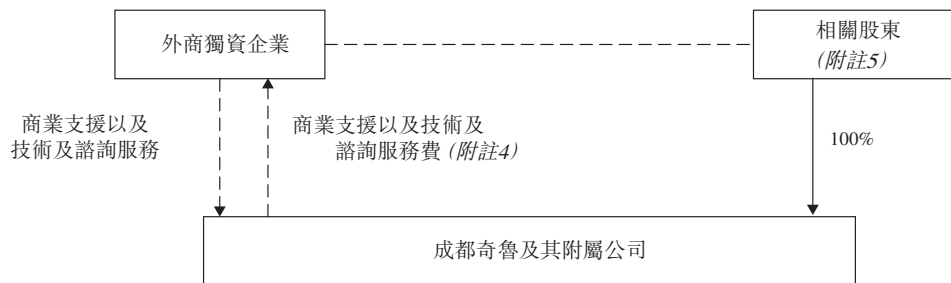 外商獨資企業
相關股東
(附註5)
商業支援以及
技術及諮詢服務
商業支援以及技術及
諮詢服務費 (附註4)
100%
成都奇魯及其附屬公司